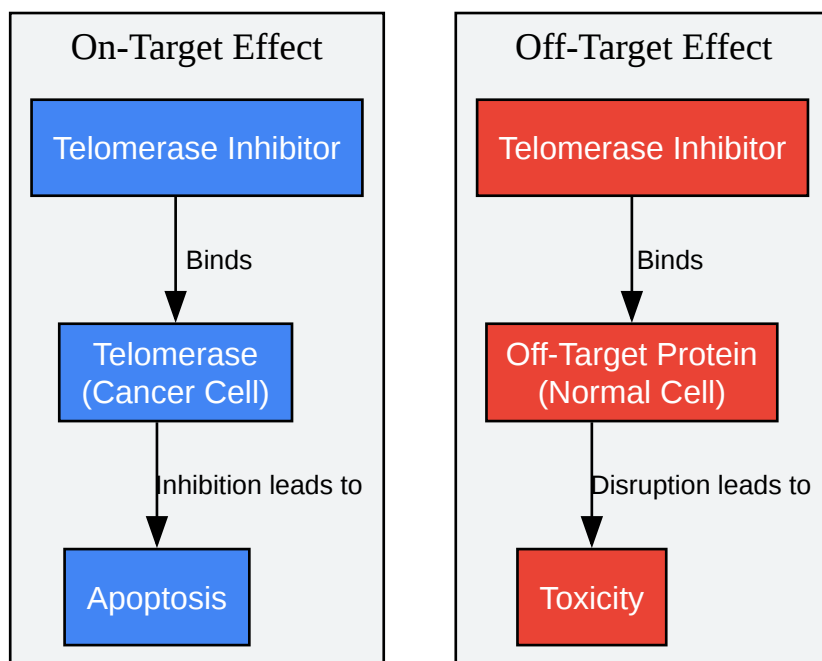 On-Target Effect
Telomerase Inhibitor
Binds
Telomerase
(Cancer Cell)
Inhibition leads to
Apoptosis
Off-Target Effect
Telomerase Inhibitor
Binds
Off-Target Protein
(Normal Cell)
Disruption leads to
Toxicity